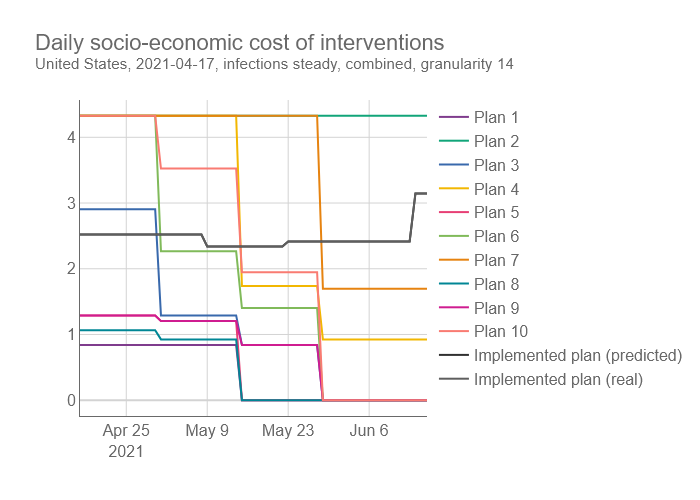 Daily socio-economic cost of interventions
United States, 2021-04-17, infections steady, combined, granularity 14
4
3
2
1
0
Apr 25
2021
May 9
May 23
Jun 6
Plan 1
Plan 2
Plan 3
Plan 4
Plan 5
Plan 6
Plan 7
Plan 8
Plan 9
Plan 10
Implemented plan (predicted)
Implemented plan (real)